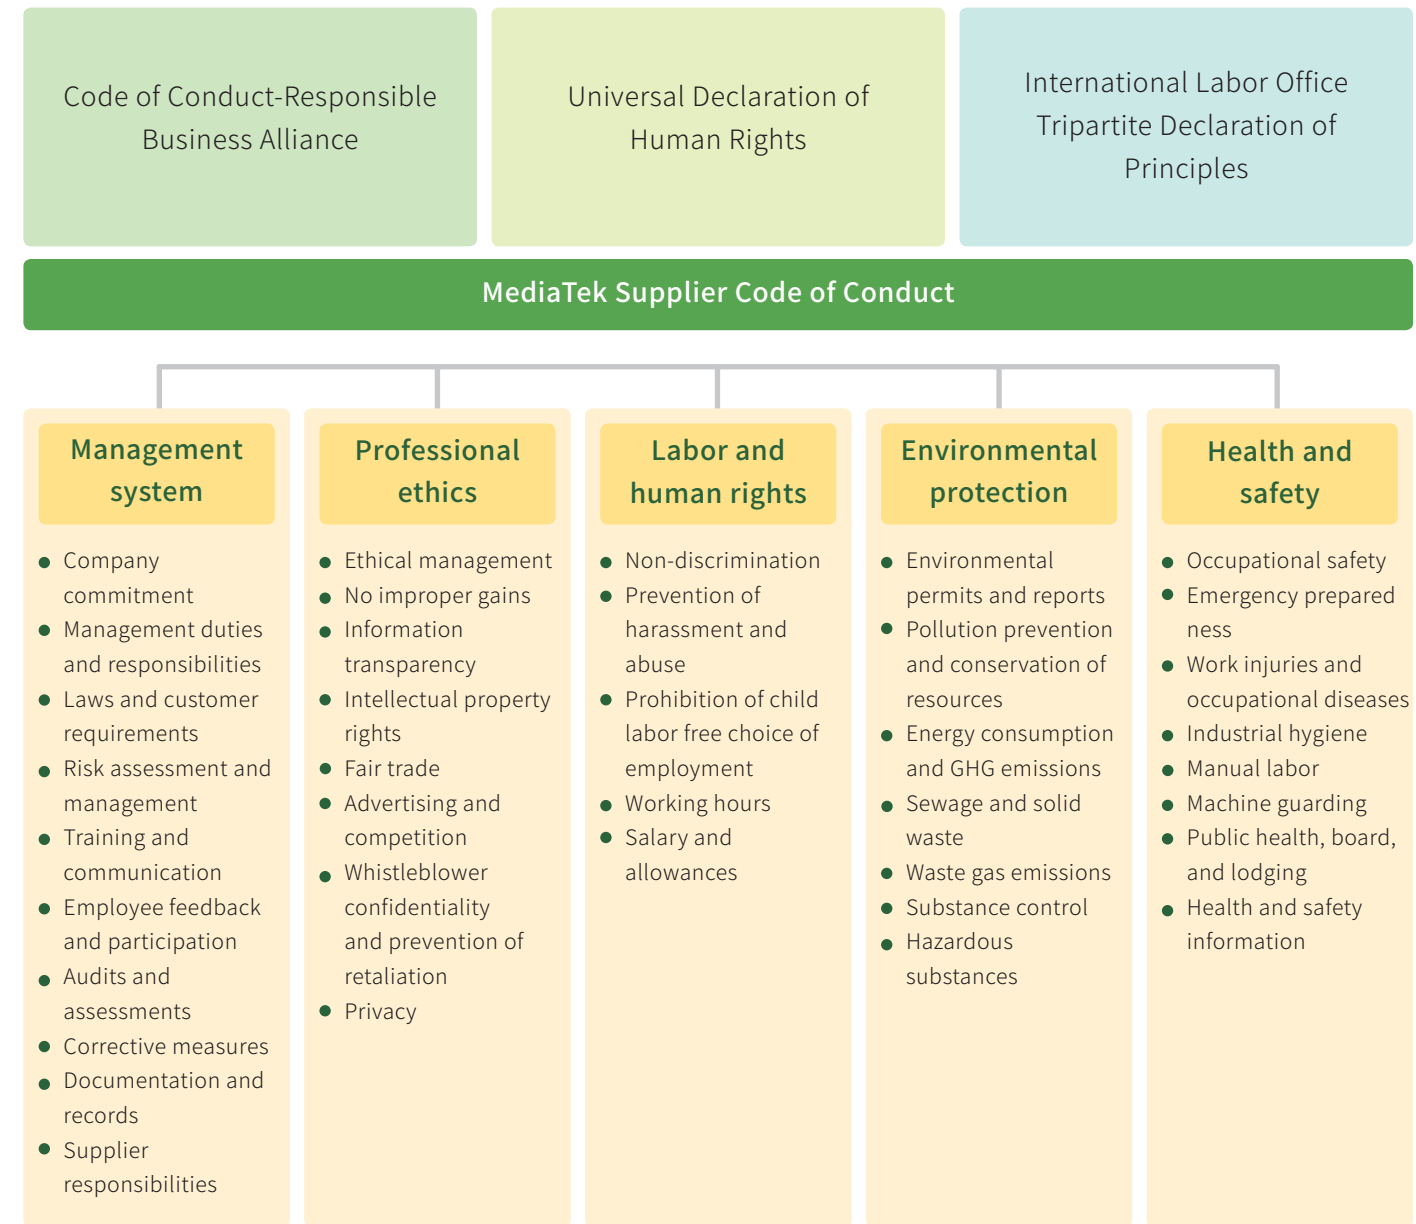 Code of Conduct-Responsible
Business Alliance
Universal Declaration of
Human Rights
International Labor Office
Tripartite Declaration of
Principles
MediaTek Supplier Code of Conduct
Management
system
Company
commitment
Management duties
and responsibilities
Laws and customer
requirements
Risk assessment and
management
Training and
communication
Employee feedback
and participation
Audits and
assessments
Corrective measures
Documentation and
records
Supplier
responsibilities
Professional
ethics
Ethical management
No improper gains
Information
transparency
Intellectual property
rights
Fair trade
Advertising and
competition
Whistleblower
confidentiality
and prevention of
retaliation
Privacy
Labor and
human rights
Non-discrimination
Prevention of
harassment and
abuse
Prohibition of child
labor free choice of
employment
Working hours
Salary and
allowances
Environmental
protection
Environmental
permits and reports
Pollution prevention
and conservation of
resources
Energy consumption
and GHG emissions
Sewage and solid
waste
Waste gas emissions
Substance control
Hazardous
substances
Health and
safety
Occupational safety
Emergency prepared
ness
Work injuries and
occupational diseases
Industrial hygiene
Manual labor
Machine guarding
Public health, board,
and lodging
Health and safety
information